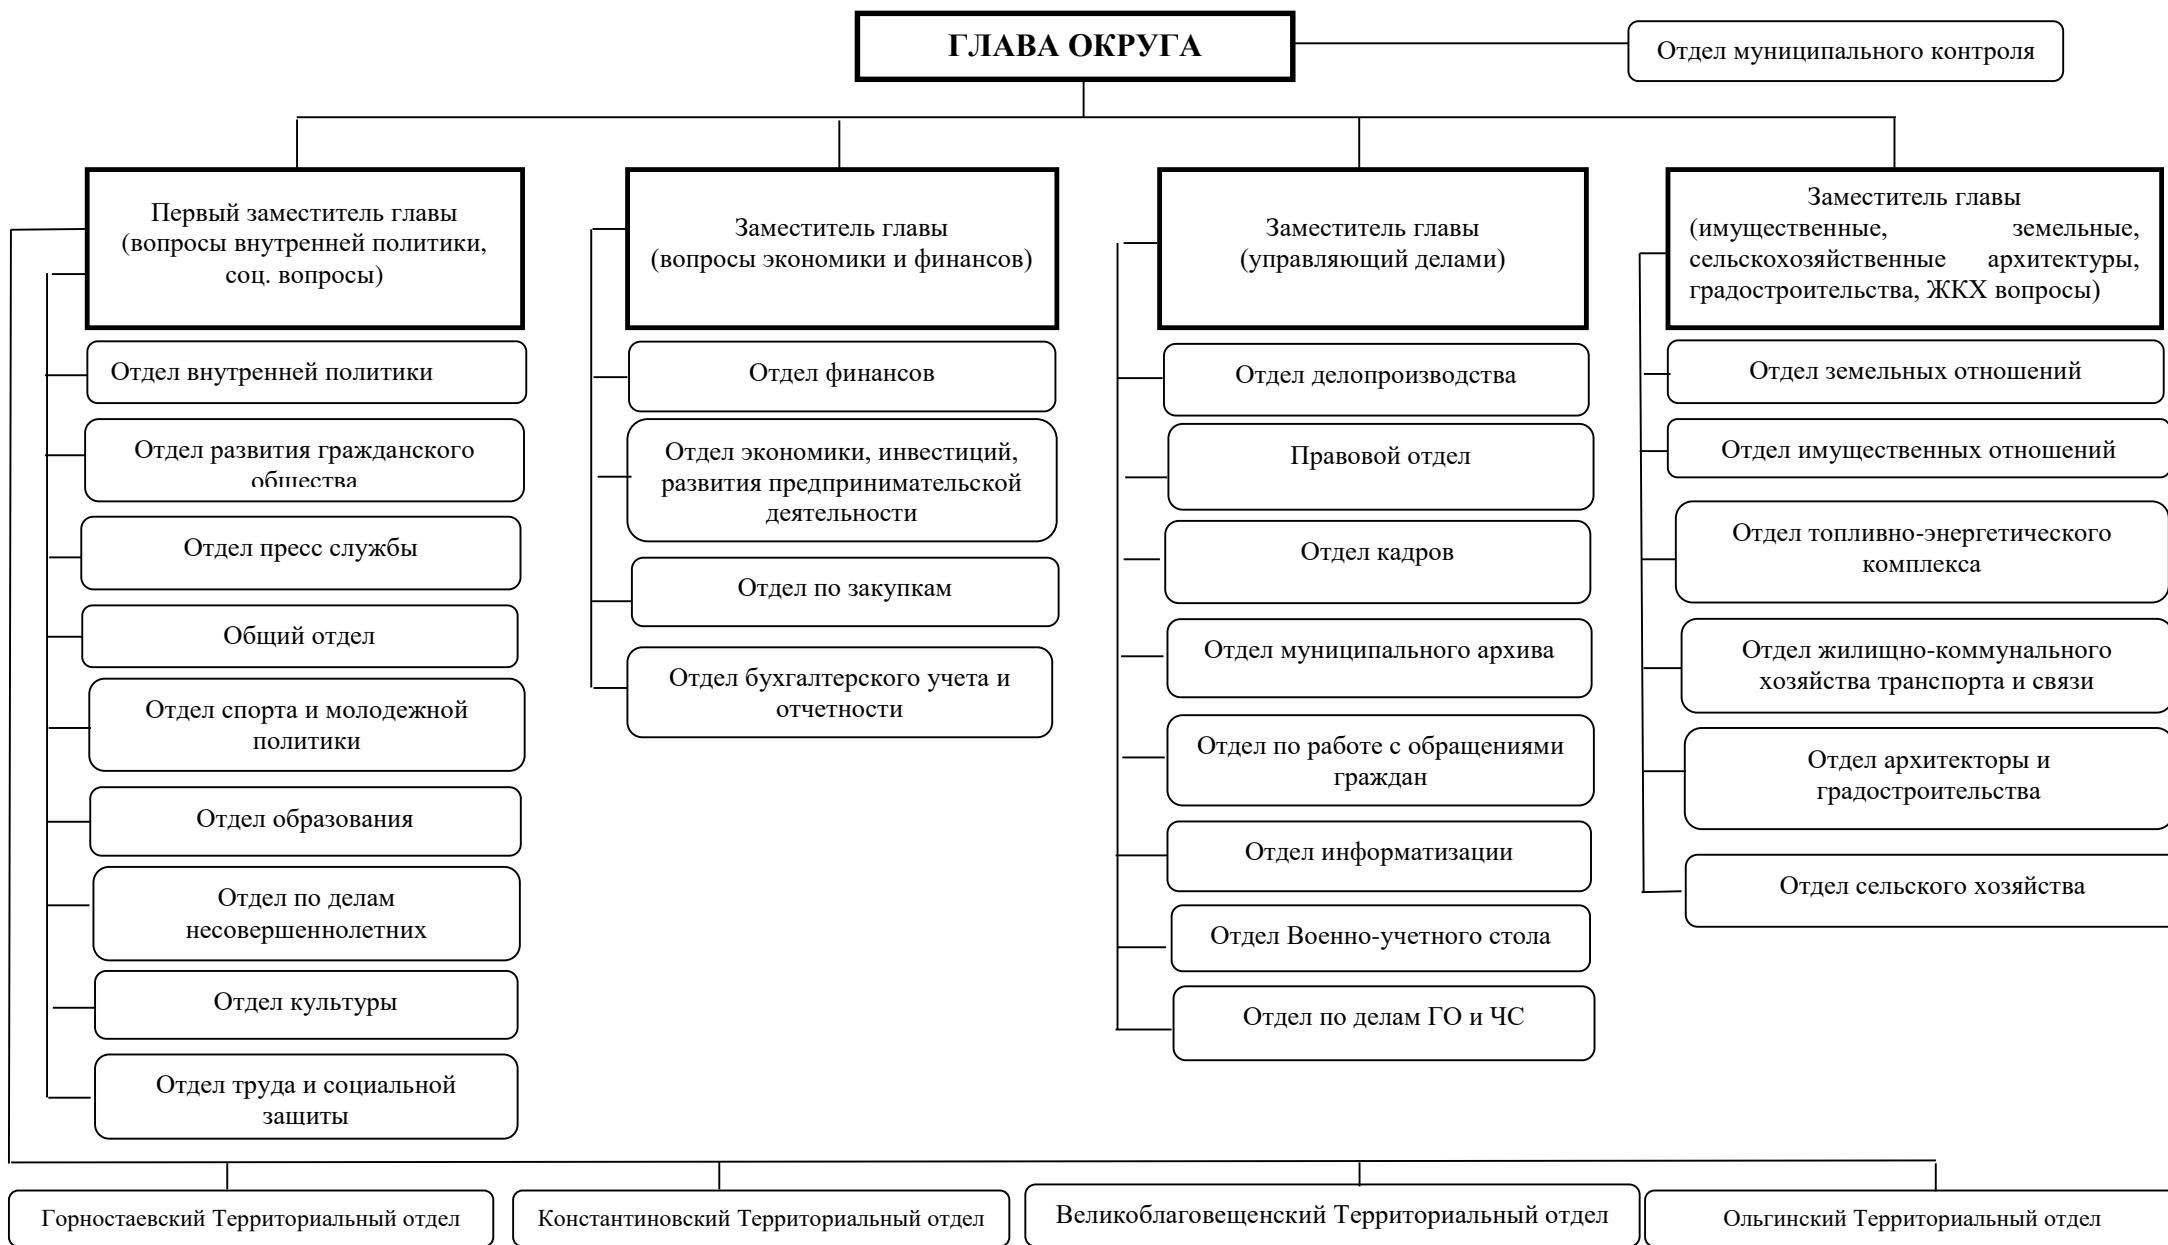 ГЛАВА ОКРУГА
Отдел муниципального контроля
Первый заместитель главы
(вопросы внутренней политики,
соц. вопросы)
Отдел внутренней политики
Отдел развития гражданского
общества
Отдел пресс службы
Общий отдел
Отдел спорта и молодежной
политики
Отдел образования
Отдел по делам
несовершеннолетних
Отдел культуры
Отдел труда и социальной
защиты
Заместитель главы
(вопросы экономики и финансов)
Отдел финансов
Отдел экономики, инвестиций,
развития предпринимательской
деятельности
Отдел по закупкам
Отдел бухгалтерского учета и
отчетности
Заместитель главы
(управляющий делами)
Отдел делопроизводства
Правовой отдел
Отдел кадров
Отдел муниципального архива
Отдел по работе с обращениями
граждан
Отдел информатизации
Отдел Военно-учетного стола
Отдел по делам ГО и ЧС
Заместитель главы
(имущественные, земельные,
сельскохозяйственные архитектуры,
градостроительства, ЖКХ вопросы)
Отдел земельных отношений
Отдел имущественных отношений
Отдел топливно-энергетического
комплекса
Отдел жилищно-коммунального
хозяйства транспорта и связи
Отдел архитекторы и
градостроительства
Отдел сельского хозяйства
Горностаевский Территориальный отдел
Константиновский Территориальный отдел
Великоблаговещенский Территориальный отдел
Ольгинский Территориальный отдел